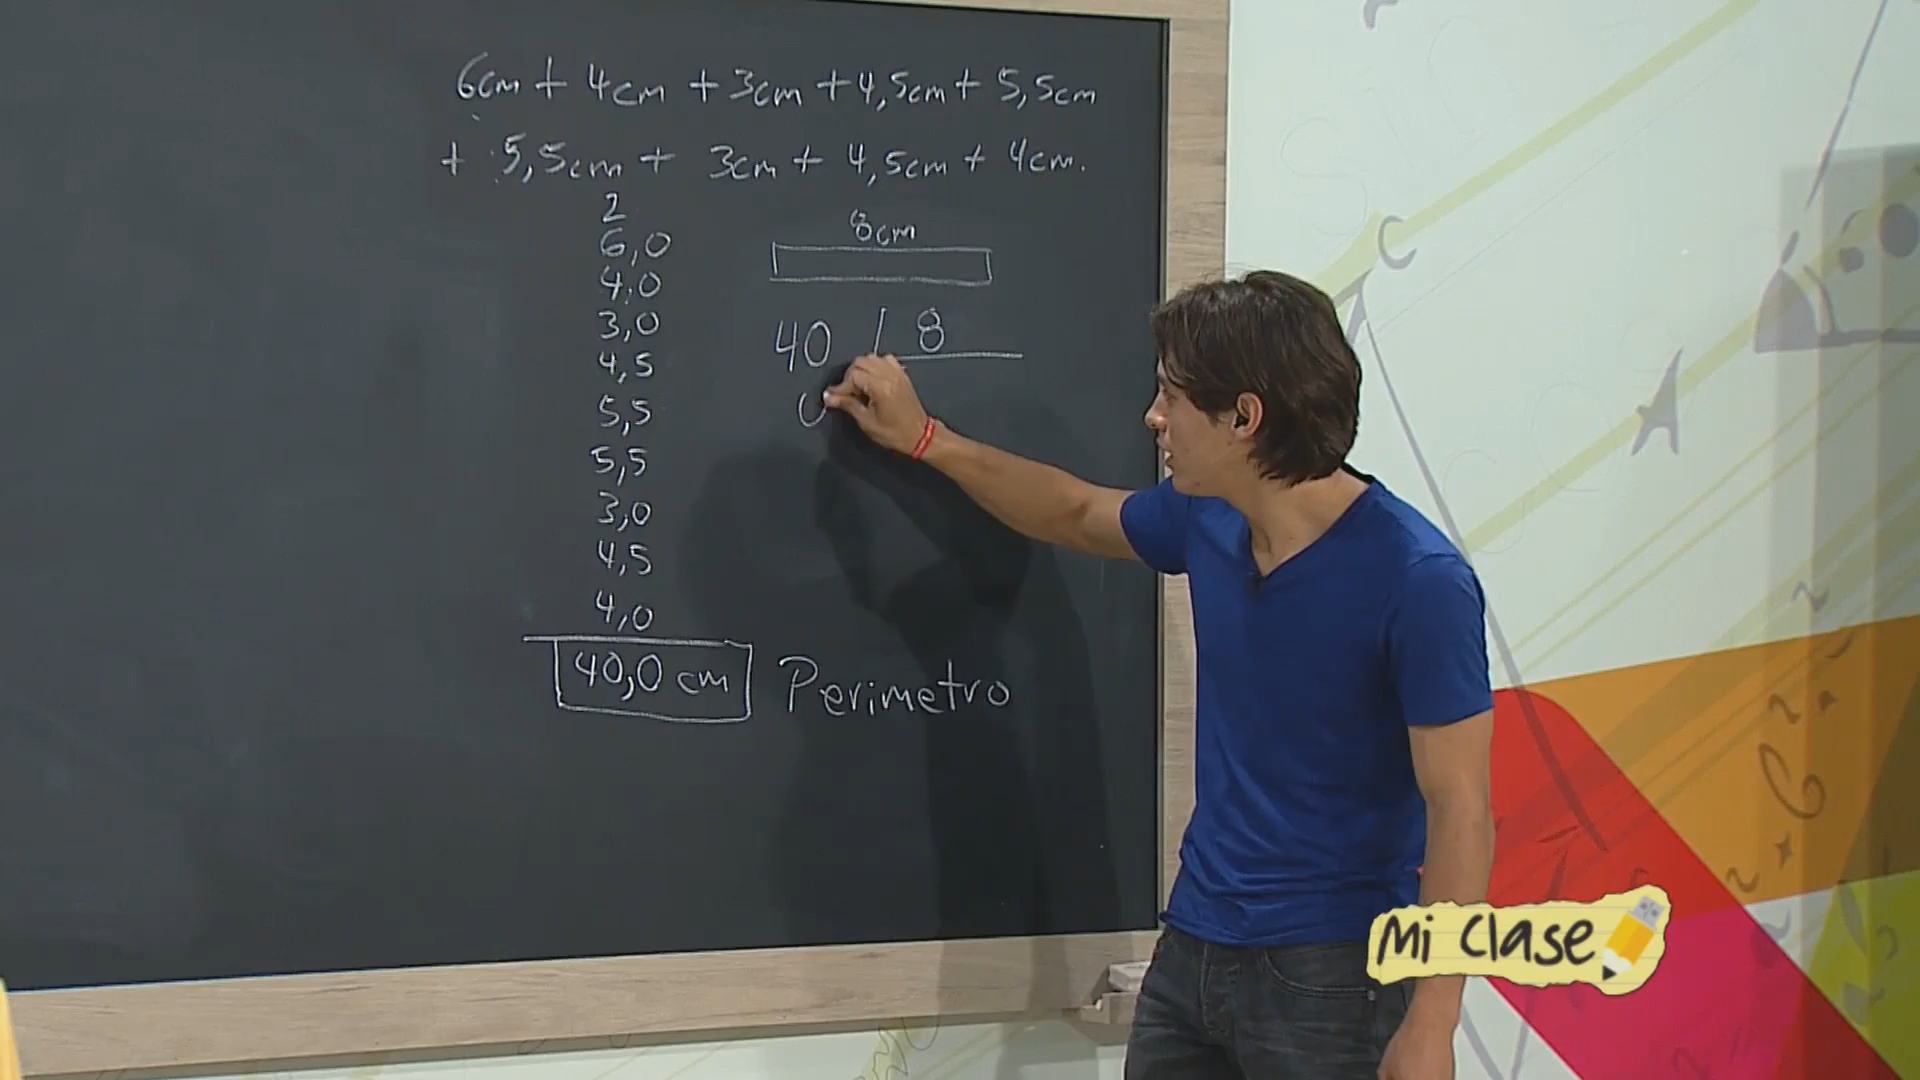 6cm + 4cm + 3cm + 4,5cm + 5,5cm
+ 5,5cm + 3cm + 4,5cm + 4cm.
2
6,0
4,0
3,0
4,5
5,5
5,5
3,0
4,5
4,0
40,0 cm
Perimetro
8cm
40 / 8
0
Mi Clase
C
A